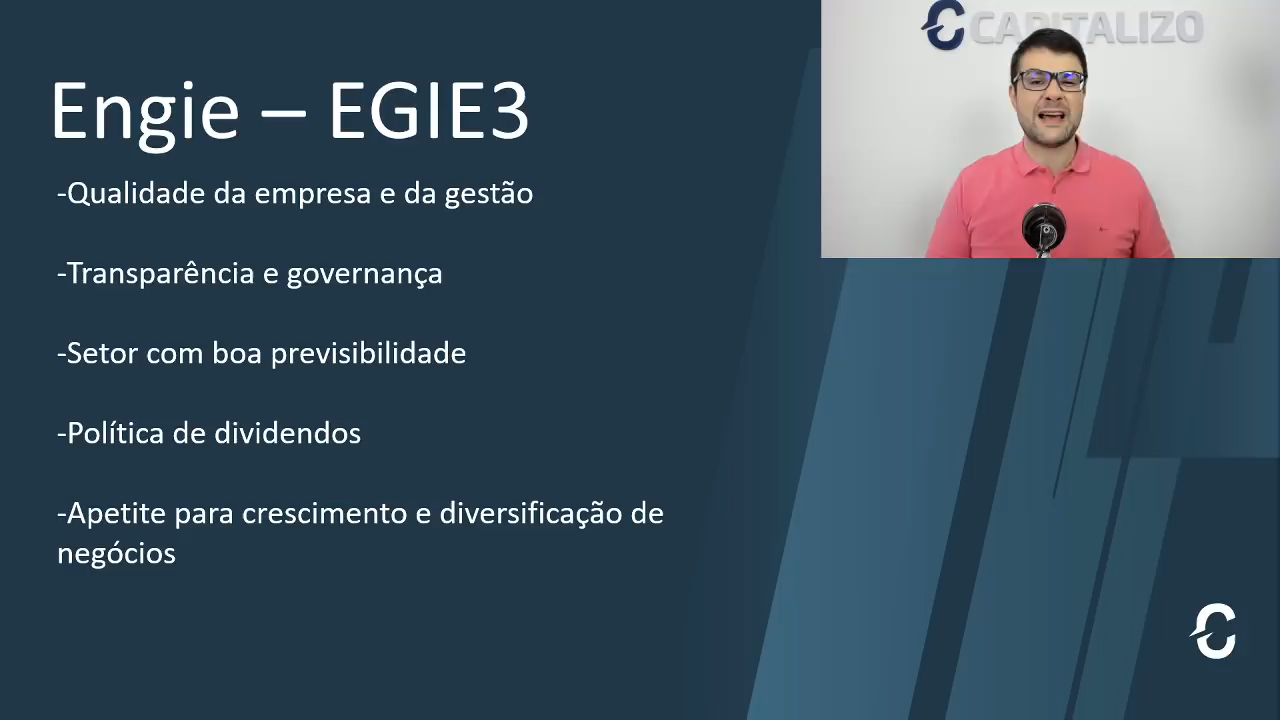 CAPITALIZO
Engie – EGIE3
-Qualidade da empresa e da gestão
-Transparência e governança
-Setor com boa previsibilidade
-Política de dividendos
-Apetite para crescimento e diversificação de
negócios